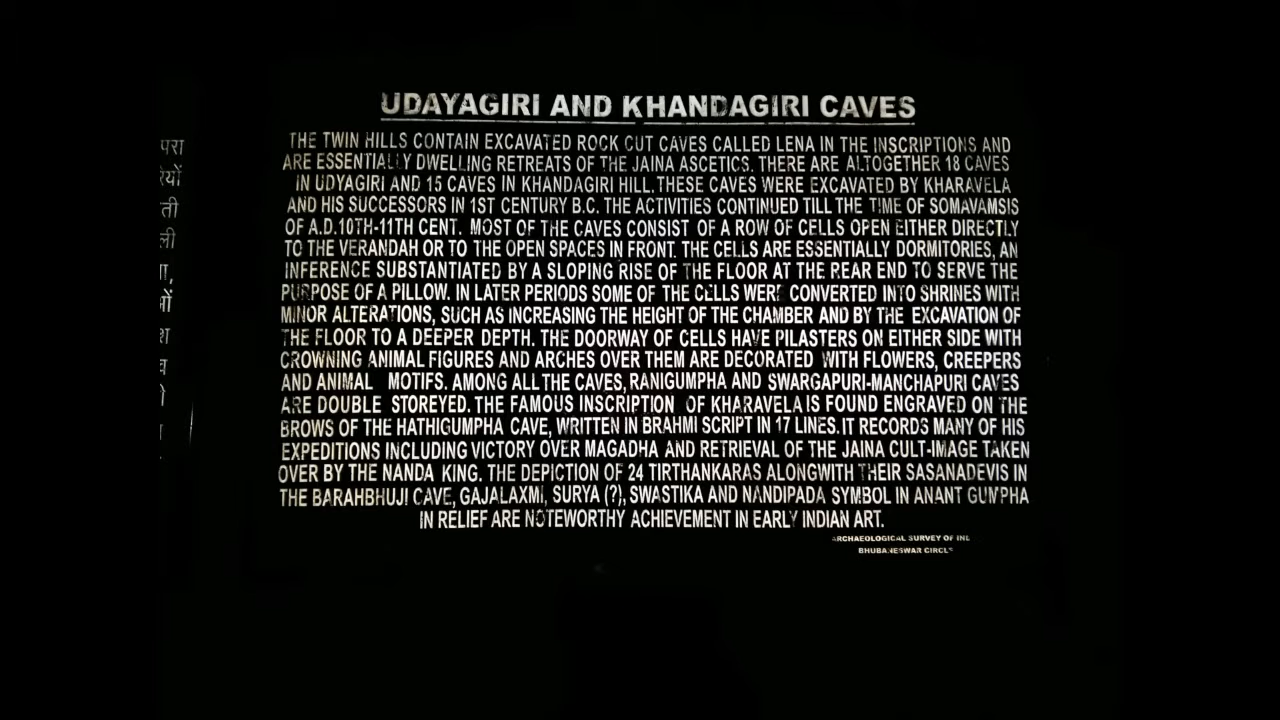 UDAYAGIRI AND KHANDAGIRI CAVES
THE TWIN HILLS CONTAIN EXCAVATED ROCK CUT CAVES CALLED LENA IN THE INSCRIPTIONS AND
ARE ESSENTIALLY DWELLING RETREATS OF THE JAINA ASCETICS. THERE ARE ALTOGETHER 18 CAVES
IN UDYAGIRI AND 15 CAVES IN KHANDAGIRI HILL. THESE CAVES WERE EXCAVATED BY KHARAVELA
AND HIS SUCCESSORS IN 1ST CENTURY B.C. THE ACTIVITIES CONTINUED TILL THE TIME OF SOMAVAMSIS
OF A.D.10TH-11TH CENT. MOST OF THE CAVES CONSIST OF A ROW OF CELLS OPEN EITHER DIRECTLY
TO THE VERANDAH OR TO THE OPEN SPACES IN FRONT. THE CELLS ARE ESSENTIALLY DORMITORIES, AN
INFERENCE SUBSTANTIATED BY A SLOPING RISE OF THE FLOOR AT THE REAR END TO SERVE THE
PURPOSE OF A PILLOW. IN LATER PERIODS SOME OF THE CELLS WERE CONVERTED INTO SHRINES WITH
MINOR ALTERATIONS, SUCH AS INCREASING THE HEIGHT OF THE CHAMBER AND BY THE EXCAVATION OF
THE FLOOR TO A DEEPER DEPTH. THE DOORWAY OF CELLS HAVE PILASTERS ON EITHER SIDE WITH
CROWNING ANIMAL FIGURES AND ARCHES OVER THEM ARE DECORATED WITH FLOWERS, CREEPERS
AND ANIMAL MOTIFS. AMONG ALL THE CAVES, RANIGUMPHA AND SWARGAPURI-MANCHAPURI CAVES
ARE DOUBLE STOREYED. THE FAMOUS INSCRIPTION OF KHARAVELA IS FOUND ENGRAVED ON THE
BROWS OF THE HATHIGUMPHA CAVE, WRITTEN IN BRAHMI SCRIPT IN 17 LINES. IT RECORDS MANY OF HIS
EXPEDITIONS INCLUDING VICTORY OVER MAGADHA AND RETRIEVAL OF THE JAINA CULT-IMAGE TAKEN
OVER BY THE NANDA KING. THE DEPICTION OF 24 TIRTHANKARAS ALONGWITH THEIR SASANADEVIS IN
THE BARAHBHUJI CAVE, GAJALAXMI, SURYA (?), SWASTIKA AND NANDIPADA SYMBOL IN ANANT GUMPHA
IN RELIEF ARE NOTEWORTHY ACHIEVEMENT IN EARLY INDIAN ART.
ARCHAEOLOGICAL SURVEY OF
BHUBANESWAR CIRCLE